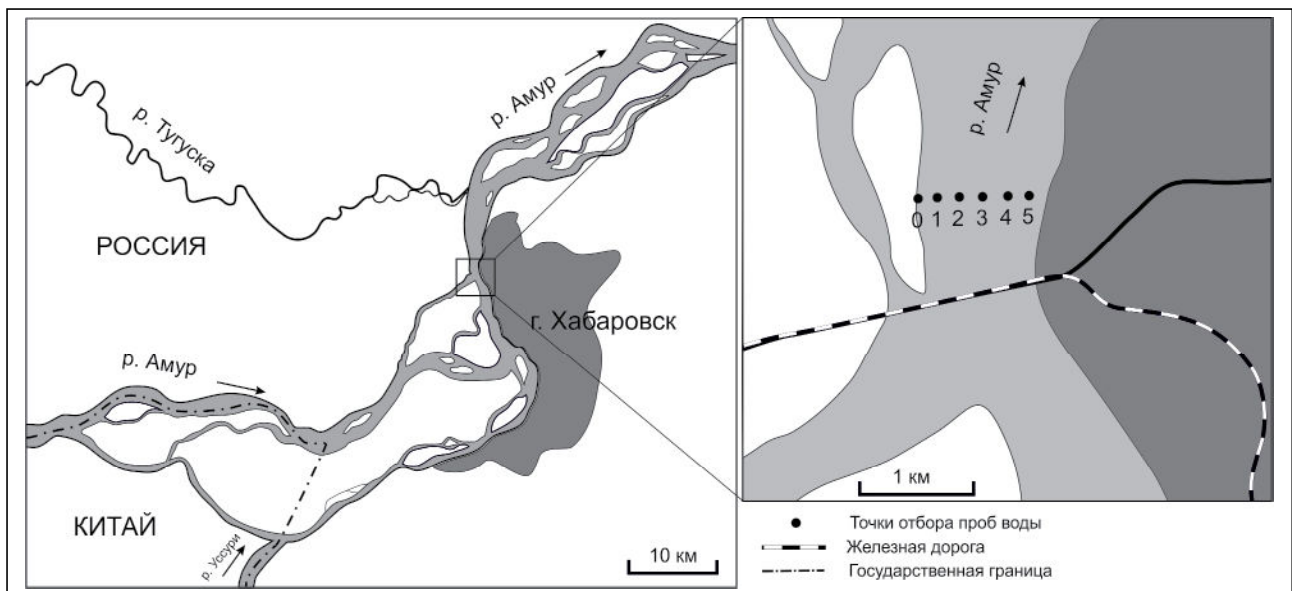 р. Тугуска
р. Амур
РОССИЯ
г. Хабаровск
р. Амур
КИТАЙ
р. Уссури
10 км
р. Амур
0 1 2 3 4 5
1 км
Точки отбора проб воды
Железная дорога
Государственная граница